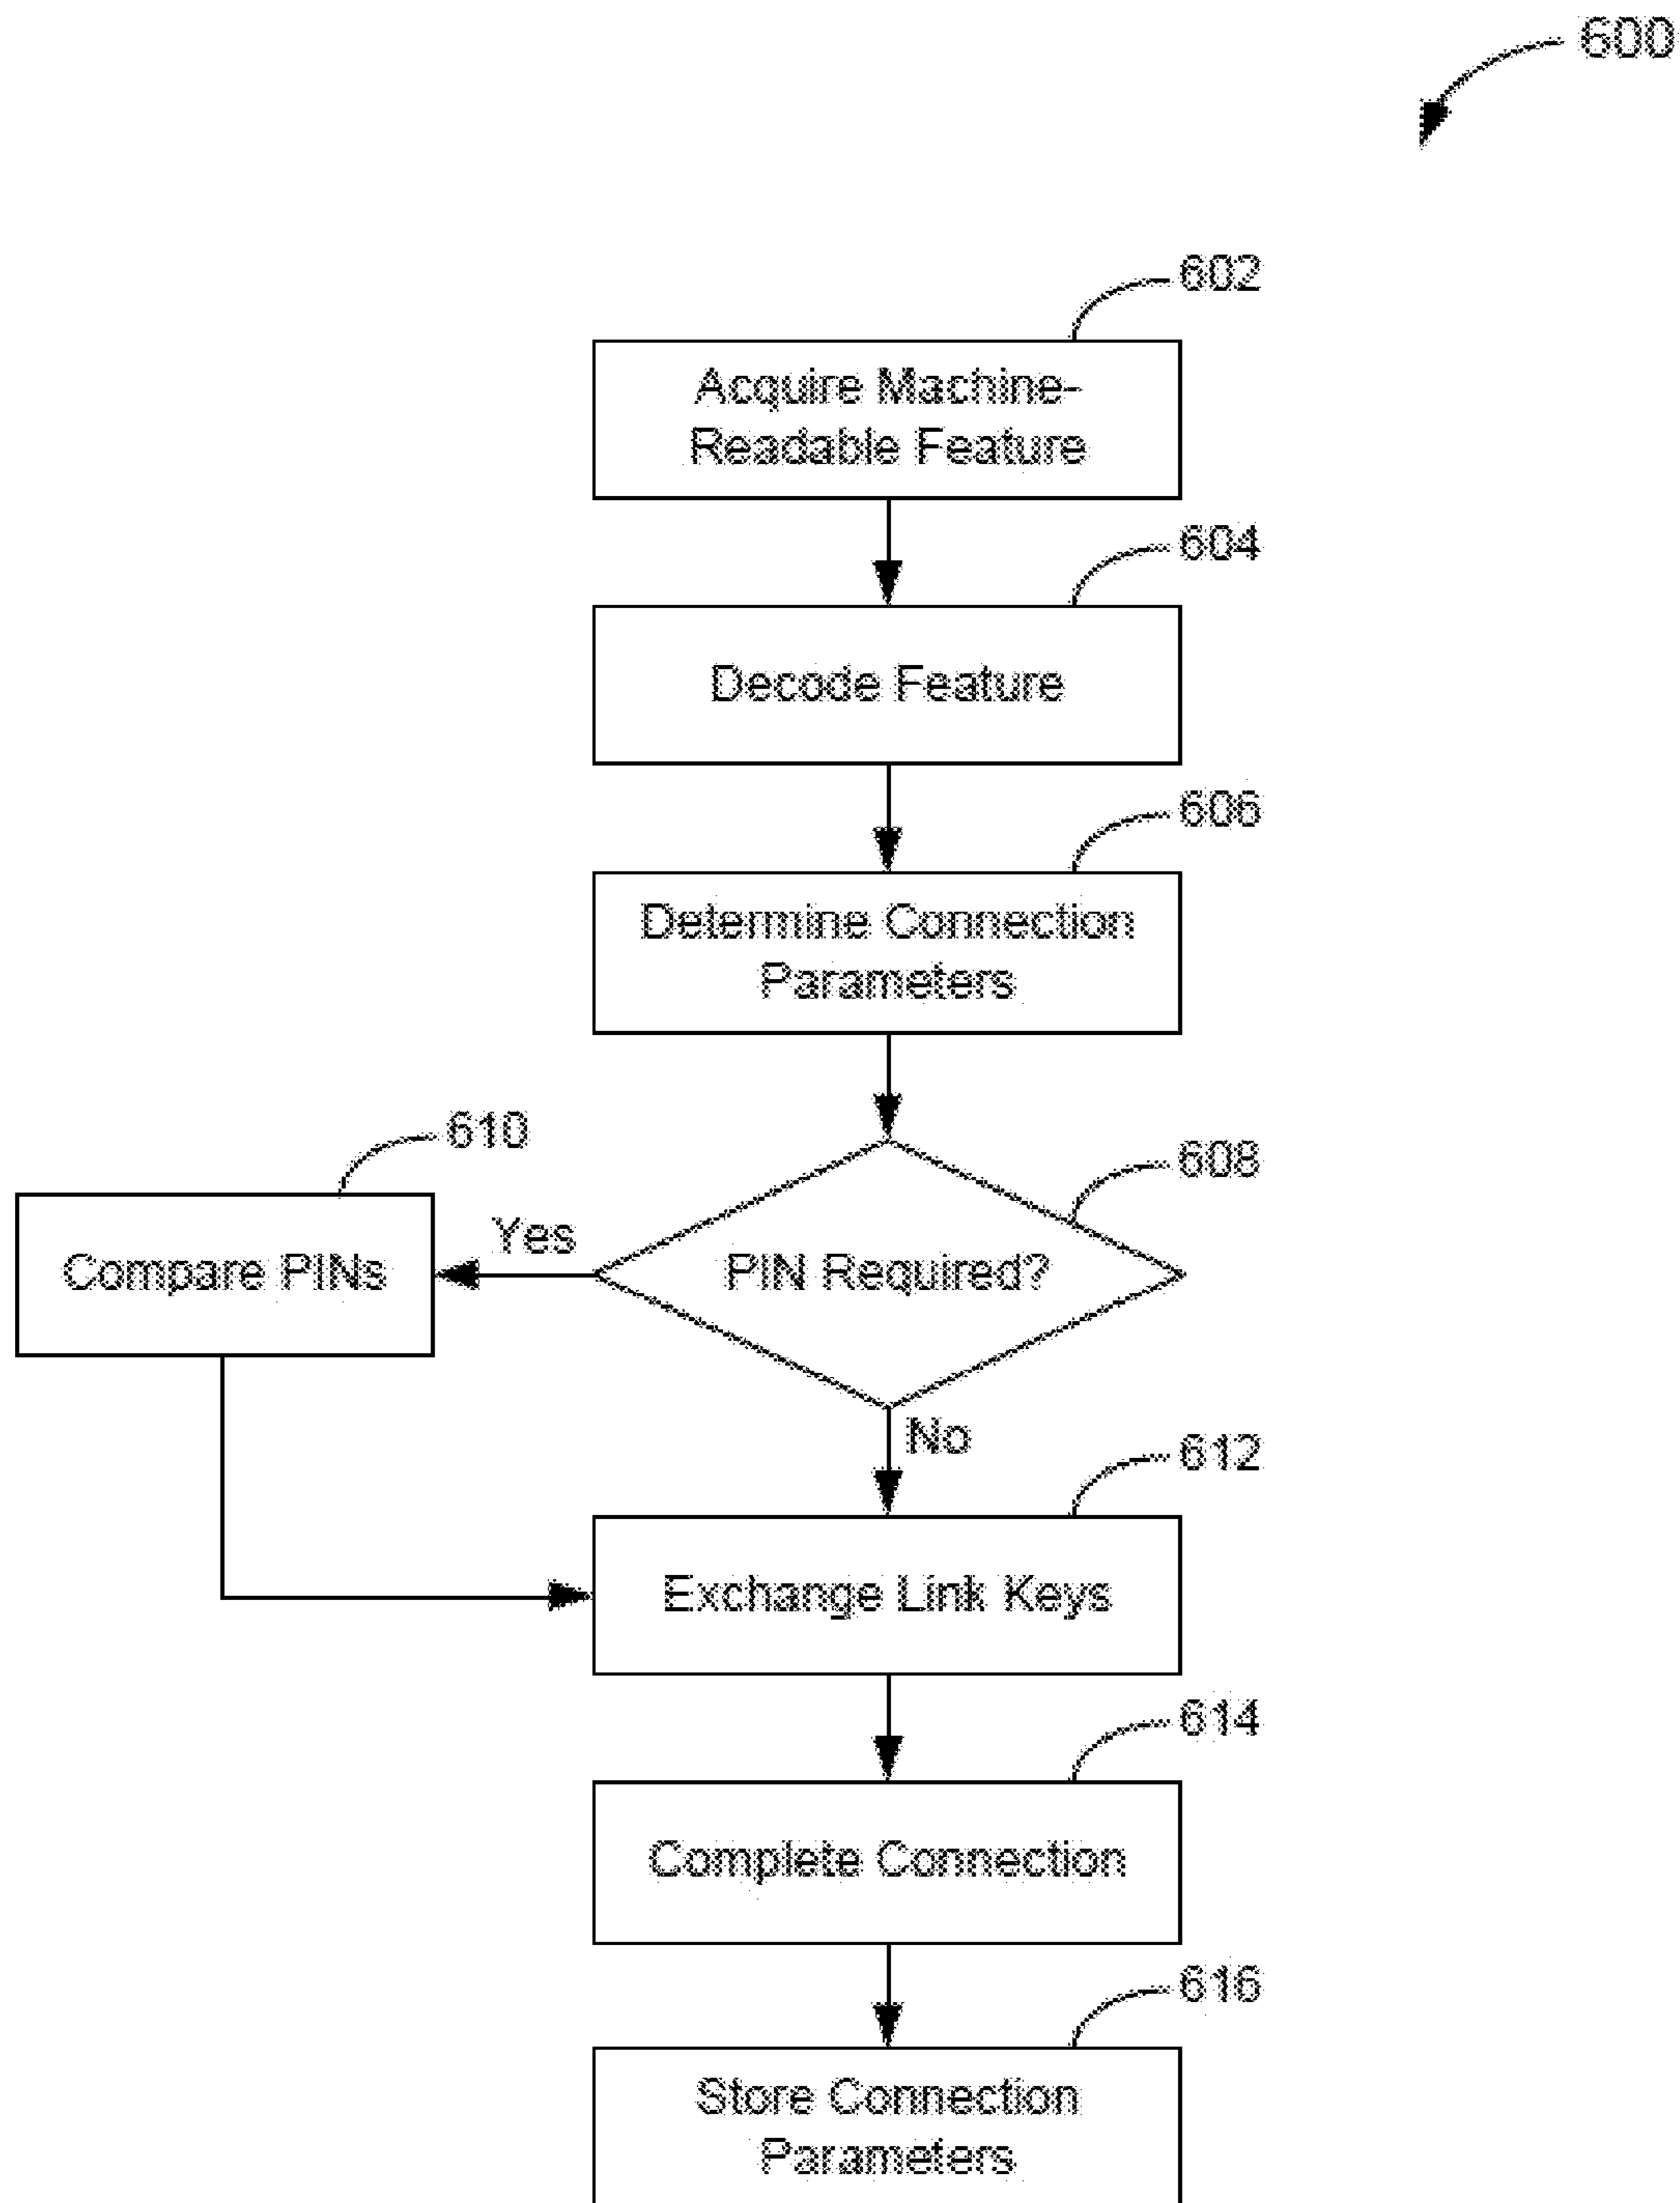 600
602
Acquire Machine-
Readable Feature
604
Decode Feature
606
Determine Connection
Parameters
610
608
Compare PINs
Yes
PIN Required?
No
612
Exchange Link Keys
614
Complete Connection
616
Store Connection
Parameters